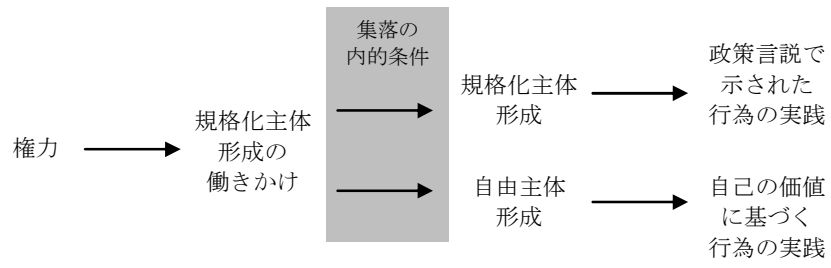 集落の
内的条件
権力
規格化主体
形成の
働きかけ
規格化主体
形成
政策言説で
示された
行為の実践
自由主体
形成
自己の価値
に基づく
行為の実践